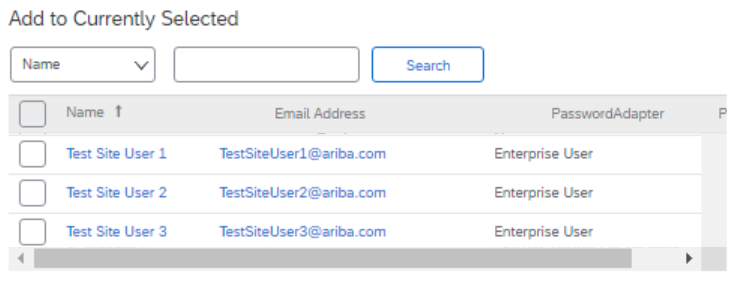 Add to Currently Selected
Name Search
Name ↑ Email Address PasswordAdapter P
Test Site User 1 TestSiteUser1@ariba.com Enterprise User
Test Site User 2 TestSiteUser2@ariba.com Enterprise User
Test Site User 3 TestSiteUser3@ariba.com Enterprise User